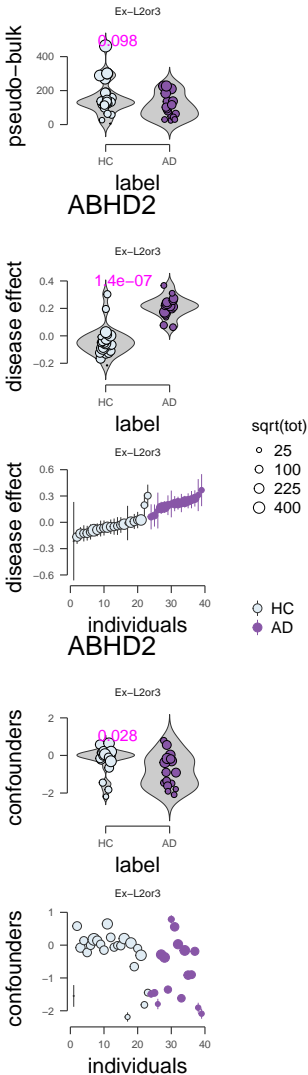 Ex−L2or3
0.098
pseudo−bulk
400
200
0
HC
AD
label
ABHD2
Ex−L2or3
1.4e−07
disease effect
0.4
0.2
0.0
−0.2
HC
AD
label
sqrt(tot)
25
100
225
400
Ex−L2or3
disease effect
0.6
0.3
0.0
−0.3
−0.6
0 10 20 30 40
individuals
HC
AD
ABHD2
Ex−L2or3
0.028
confounders
2
0
−2
HC
AD
label
Ex−L2or3
confounders
1
0
−1
−2
0 10 20 30 40
individuals